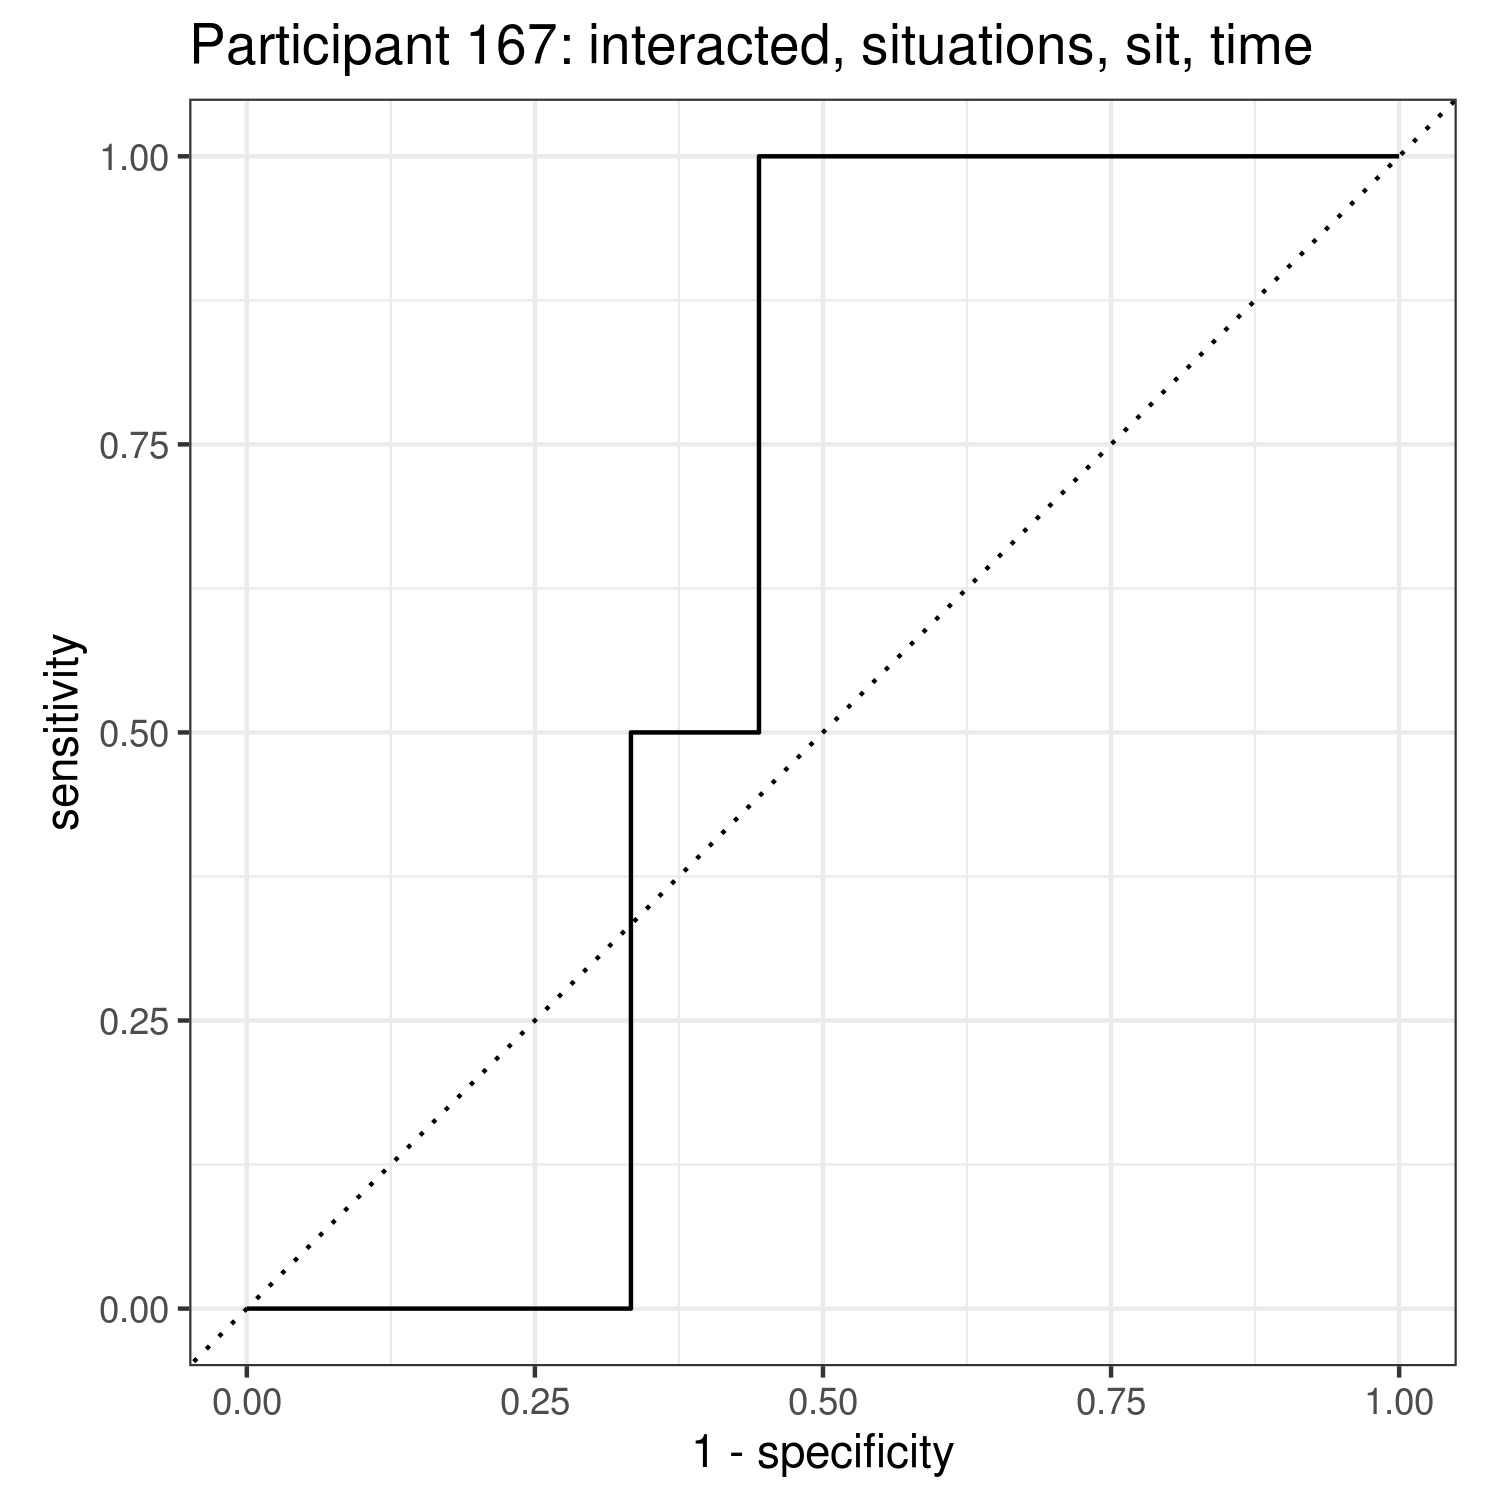 Participant 167: interacted, situations, sit, time
1.00
0.75
0.50
0.25
0.00
sensitivity
0.00 0.25 0.50 0.75 1.00
1 - specificity